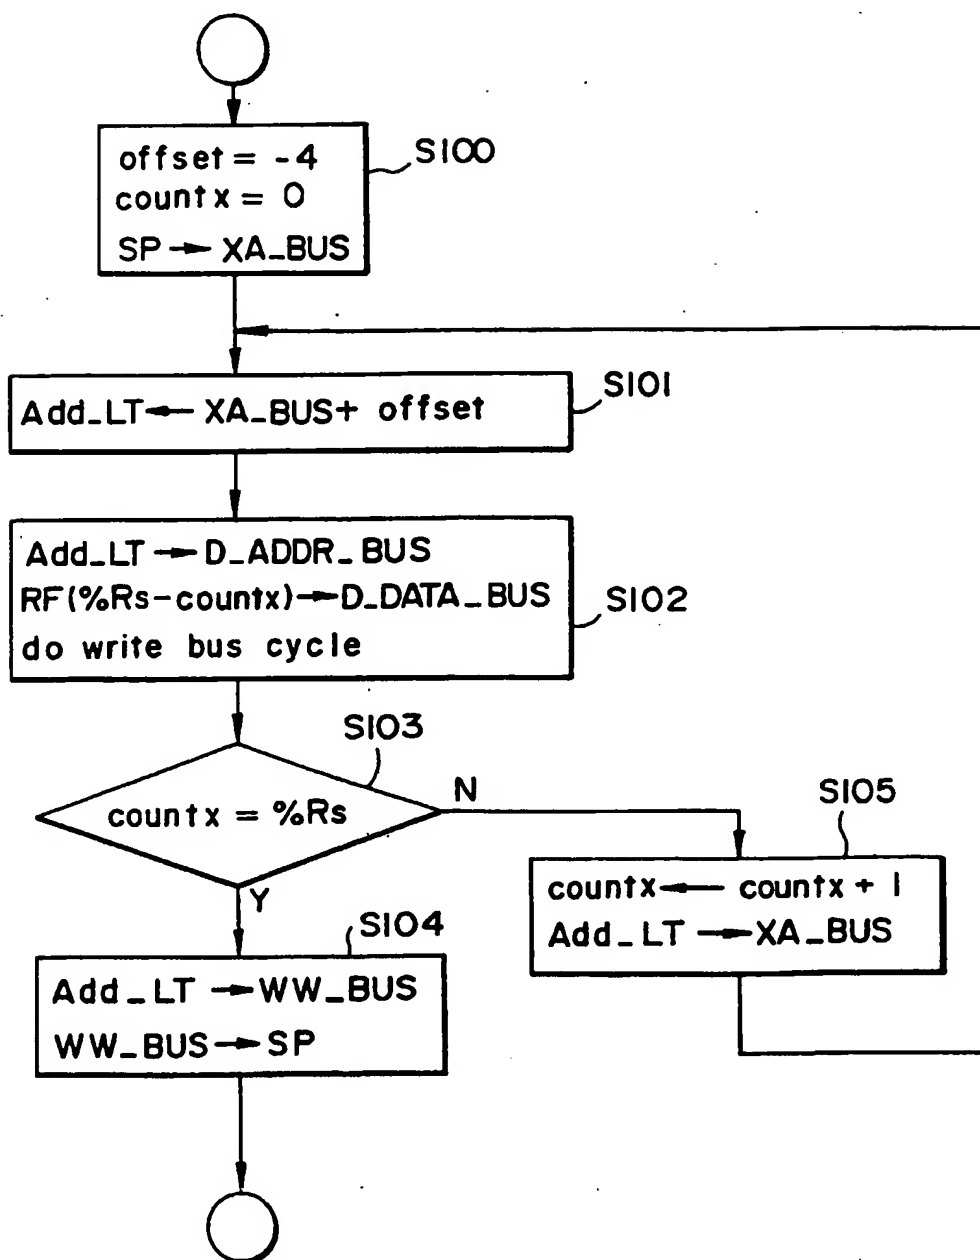 offset = -4
countx = 0
SP → XA_BUS
S100
Add_LT ← XA_BUS + offset
S101
Add_LT → D_ADDR_BUS
RF(%Rs-countx) → D_DATA_BUS
do write bus cycle
S102
S103
countx = %Rs
N
Y
S105
countx ← countx + 1
Add_LT → XA_BUS
S104
Add_LT → WW_BUS
WW_BUS → SP